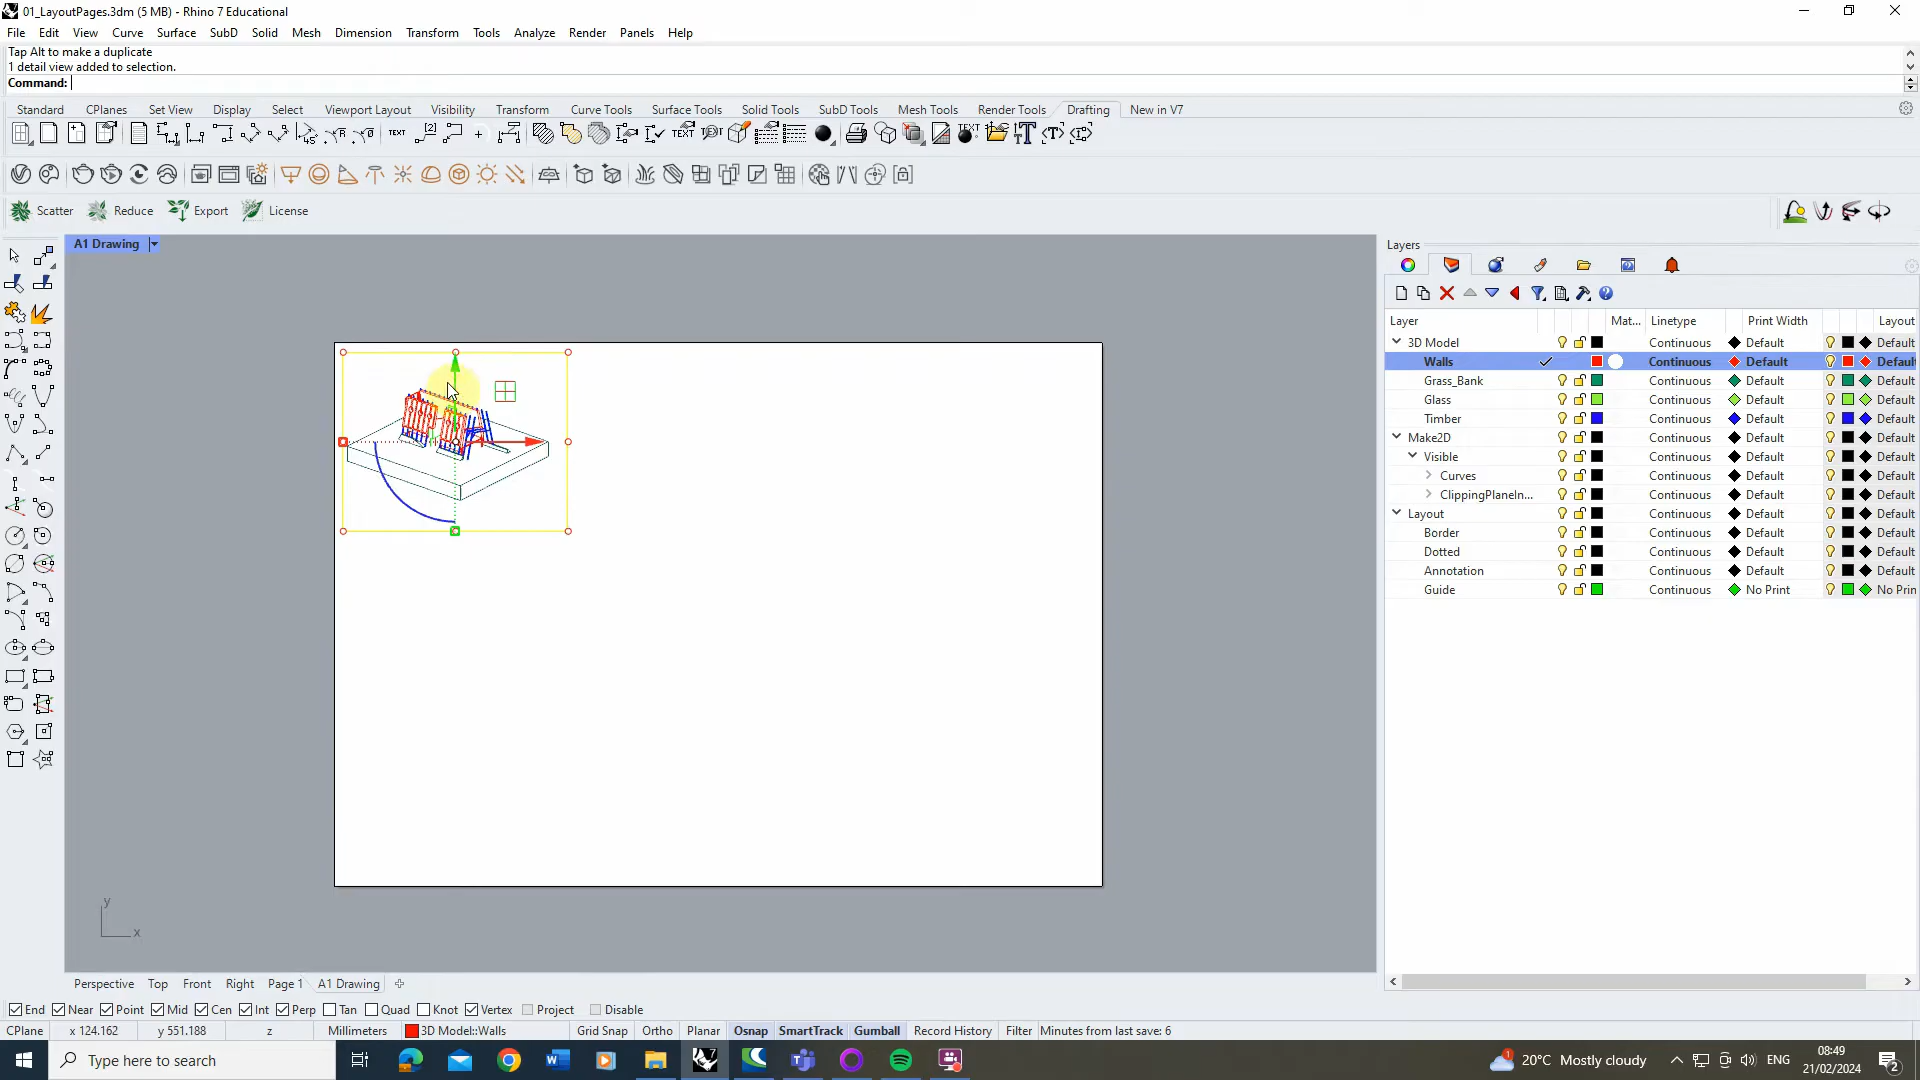 01_LayoutPages.3dm (5 MB) - Rhino 7 Educational
File Edit View Curve Surface SubD Solid Mesh Dimension Transform Tools Analyze Render Panels Help
Tap Alt to make a duplicate
1 detail view added to selection.
Command:
Standard CPlanes Set View Display Select Viewport Layout Visibility Transform Curve Tools Surface Tools Solid Tools SubD Tools Mesh Tools Render Tools Drafting New in V7
Scatter Reduce Export License
A1 Drawing
Layers
Layer Mat... Linetype Print Width Layout
3D Model Continuous Default Default
Walls Continuous Default Default
Grass_Bank Continuous Default Default
Glass Continuous Default Default
Timber Continuous Default Default
Make2D Continuous Default Default
Visible Continuous Default Default
Curves Continuous Default Default
ClippingPlaneIn... Continuous Default Default
Layout Continuous Default Default
Border Continuous Default Default
Dotted Continuous Default Default
Annotation Continuous Default Default
Guide Continuous No Print No Prin
y
x
Perspective Top Front Right Page 1 A1 Drawing
End Near Point Mid Cen Int Perp Tan Quad Knot Vertex Project Disable
CPlane x 124.162 y 551.188 z Millimeters 3D Model::Walls Grid Snap Ortho Planar Osnap SmartTrack Gumball Record History Filter Minutes from last save: 6
Type here to search 20°C Mostly cloudy ENG 08:49
21/02/2024